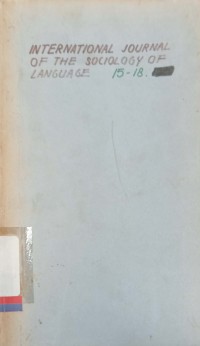 INTERNATIONAL JOURNAL
OF THE SOCIOLOGY OF
LANGUAGE 15-18.